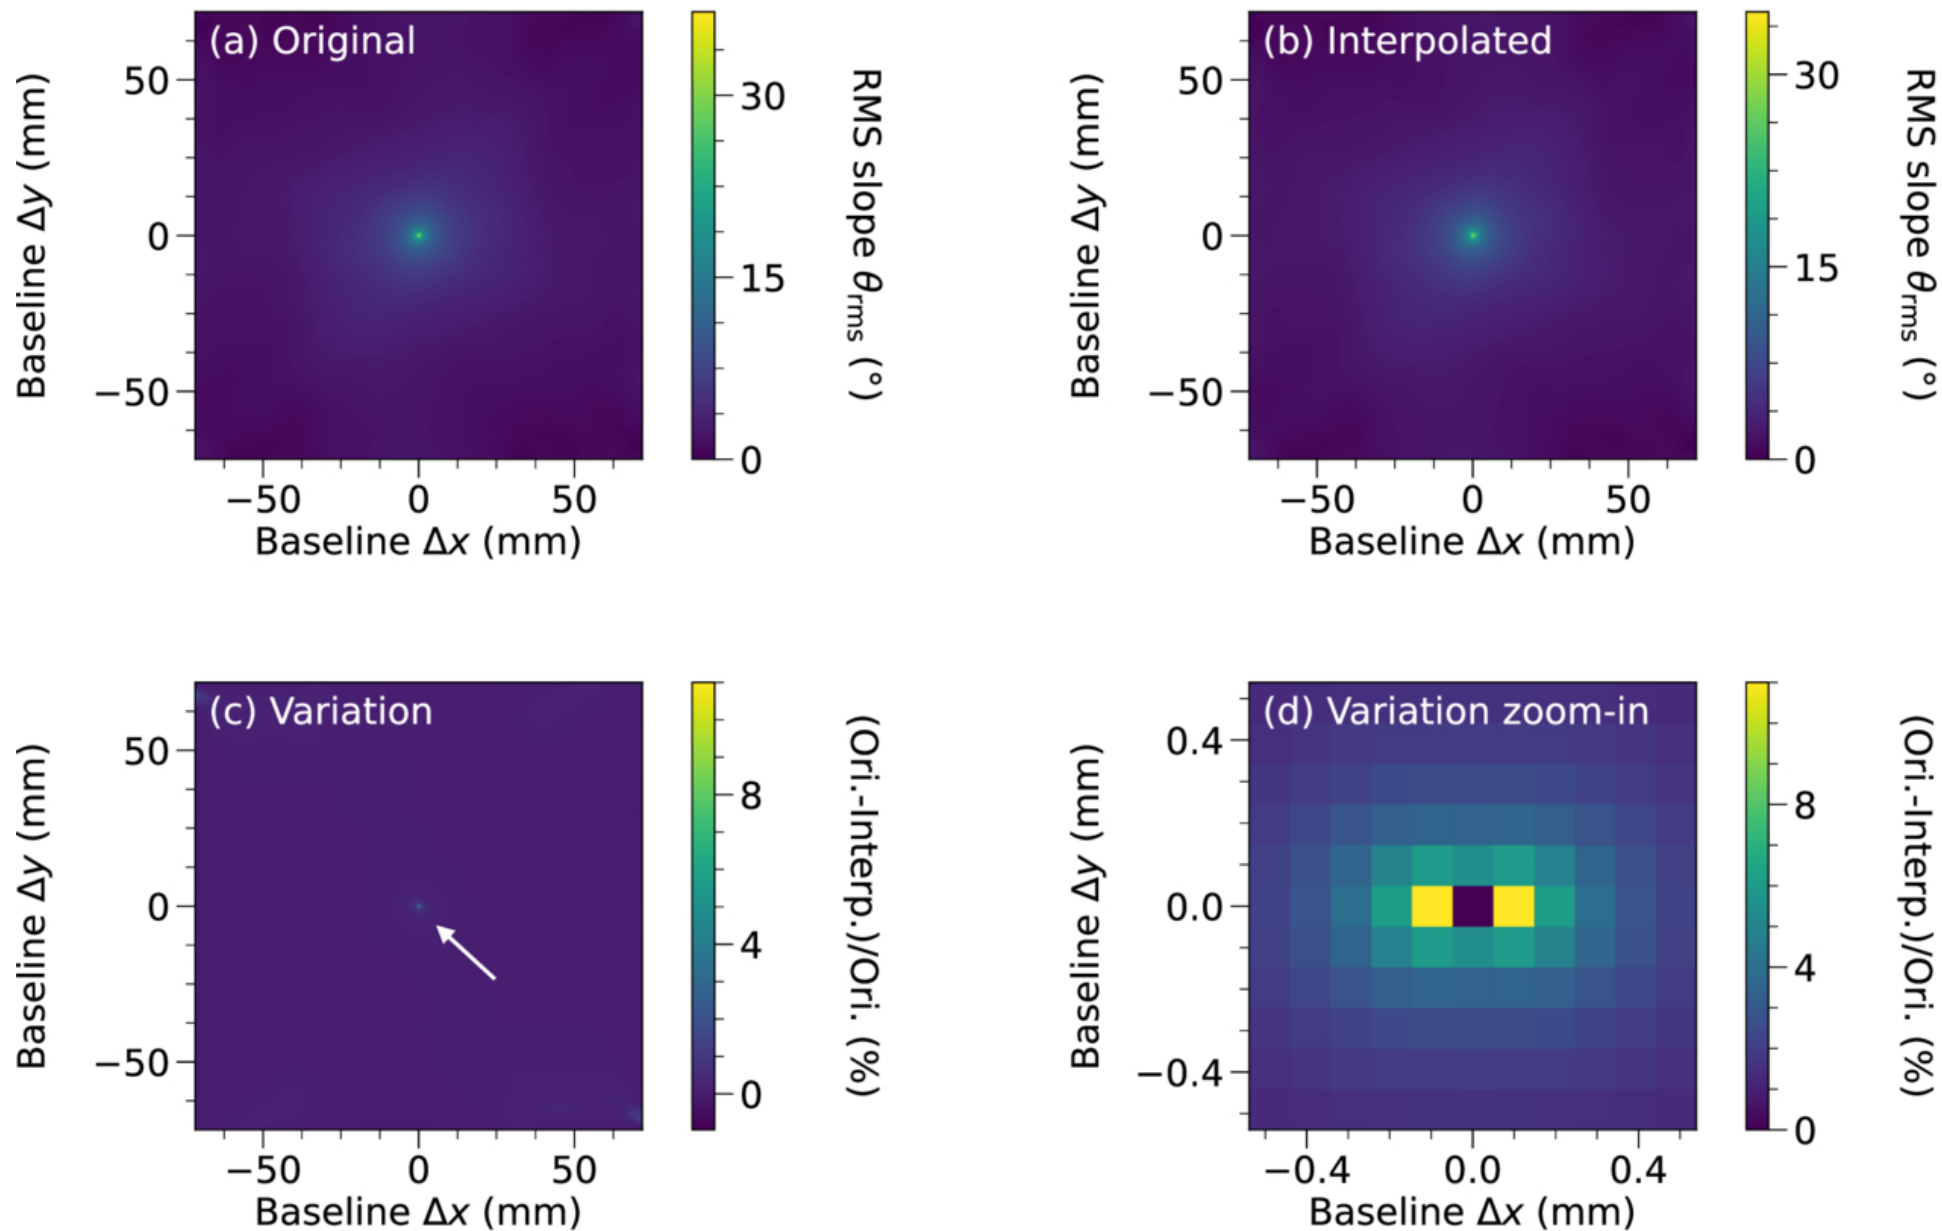 (a) Original
Baseline Δy (mm)
50
0
−50
−50
0
50
Baseline Δx (mm)
30
15
0
RMS slope θrms (°)
(b) Interpolated
Baseline Δy (mm)
50
0
−50
−50
0
50
Baseline Δx (mm)
30
15
0
RMS slope θrms (°)
(c) Variation
Baseline Δy (mm)
50
0
−50
−50
0
50
Baseline Δx (mm)
8
4
0
(Ori.-Interp.)/Ori. (%)
(d) Variation zoom-in
Baseline Δy (mm)
0.4
0.0
−0.4
−0.4
0.0
0.4
Baseline Δx (mm)
8
4
0
(Ori.-Interp.)/Ori. (%)